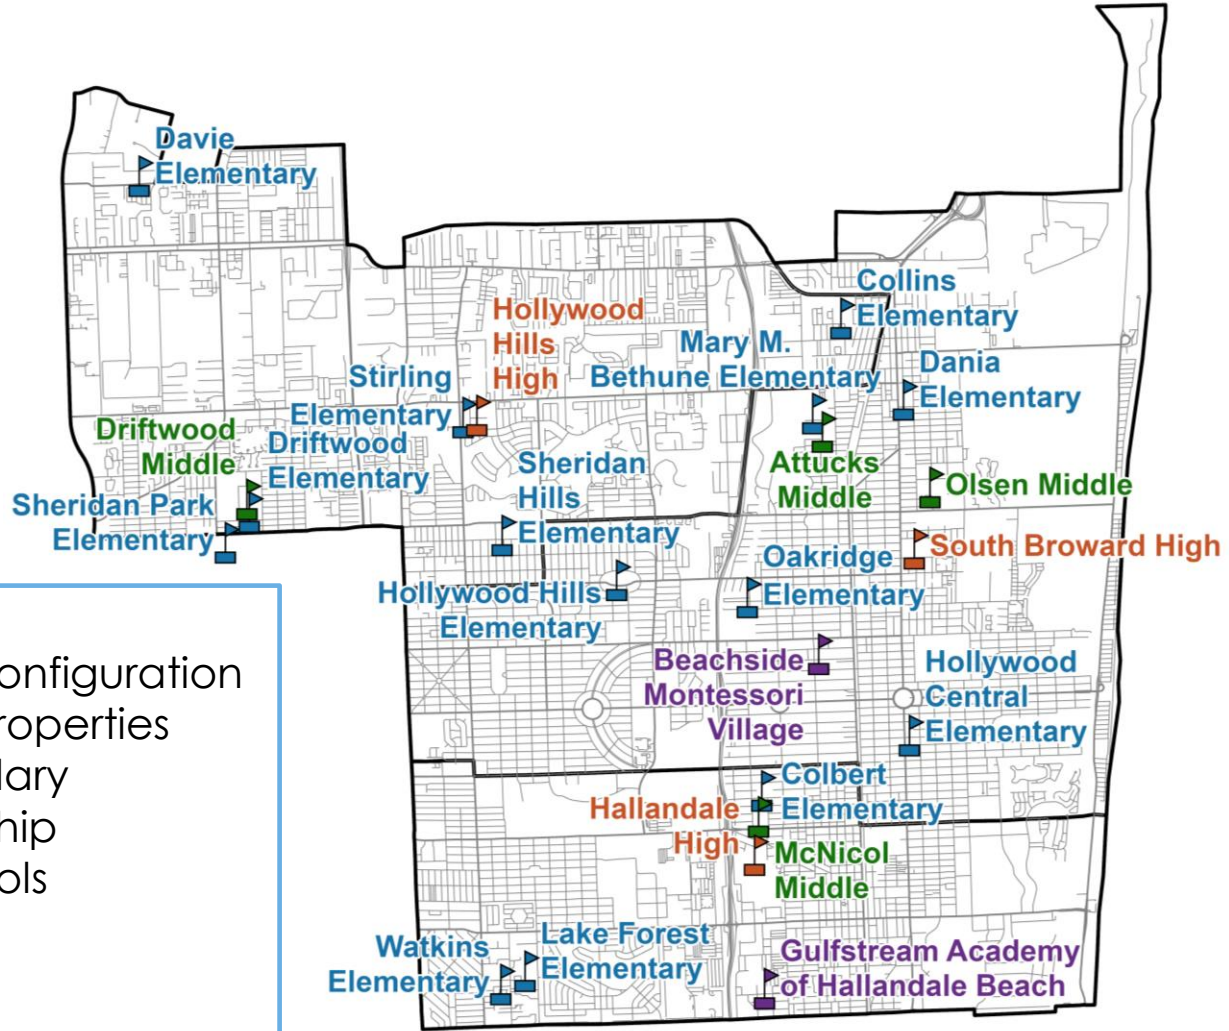 Davie
Elementary
Collins
Elementary
Hollywood
Hills
High
Mary M.
Bethune Elementary
Dania
Elementary
Stirling
Elementary
Driftwood
Middle
Driftwood
Elementary
Sheridan
Hills
Elementary
Attucks
Middle
Olsen Middle
Sheridan Park
Elementary
South Broward High
Oakridge
Elementary
Hollywood Hills
Elementary
Beachside
Montessori
Village
Hollywood
Central
Elementary
Colbert
Elementary
Hallandale
High
McNicol
Middle
Watkins
Elementary
Lake Forest
Elementary
Gulfstream Academy
of Hallandale Beach
onfiguration
roperties
lary
hip
ols